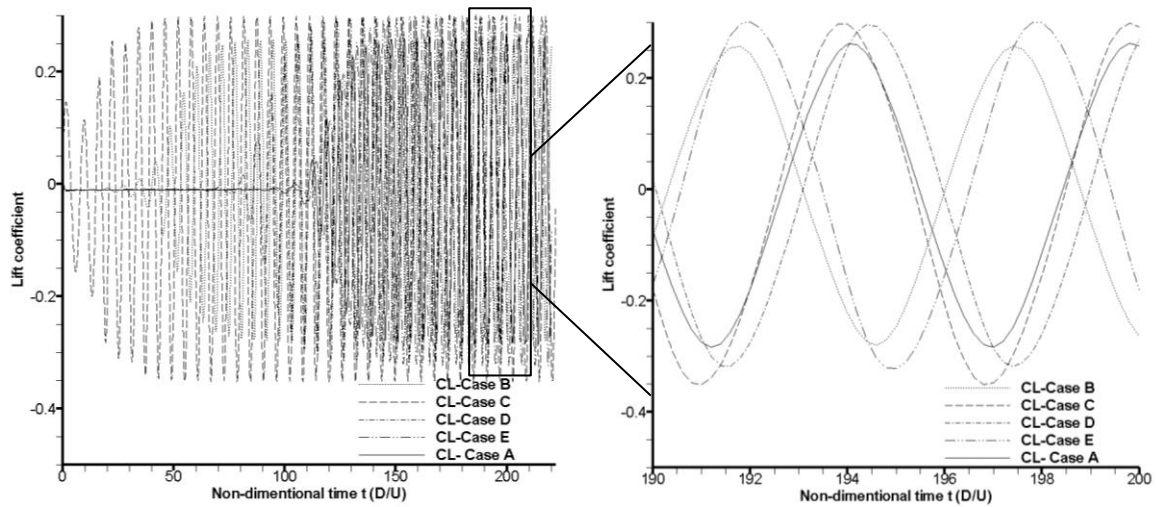 0.2
0
-0.2
-0.4
Lift coefficient
CL-Case B
CL-Case C
CL-Case D
CL-Case E
CL- Case A
0
50
100
150
200
Non-dimentional time t (D/U)
0.2
0
-0.2
-0.4
Lift coefficient
CL-Case B
CL-Case C
CL-Case D
CL-Case E
CL- Case A
190
192
194
196
198
200
Non-dimentional time t (D/U)